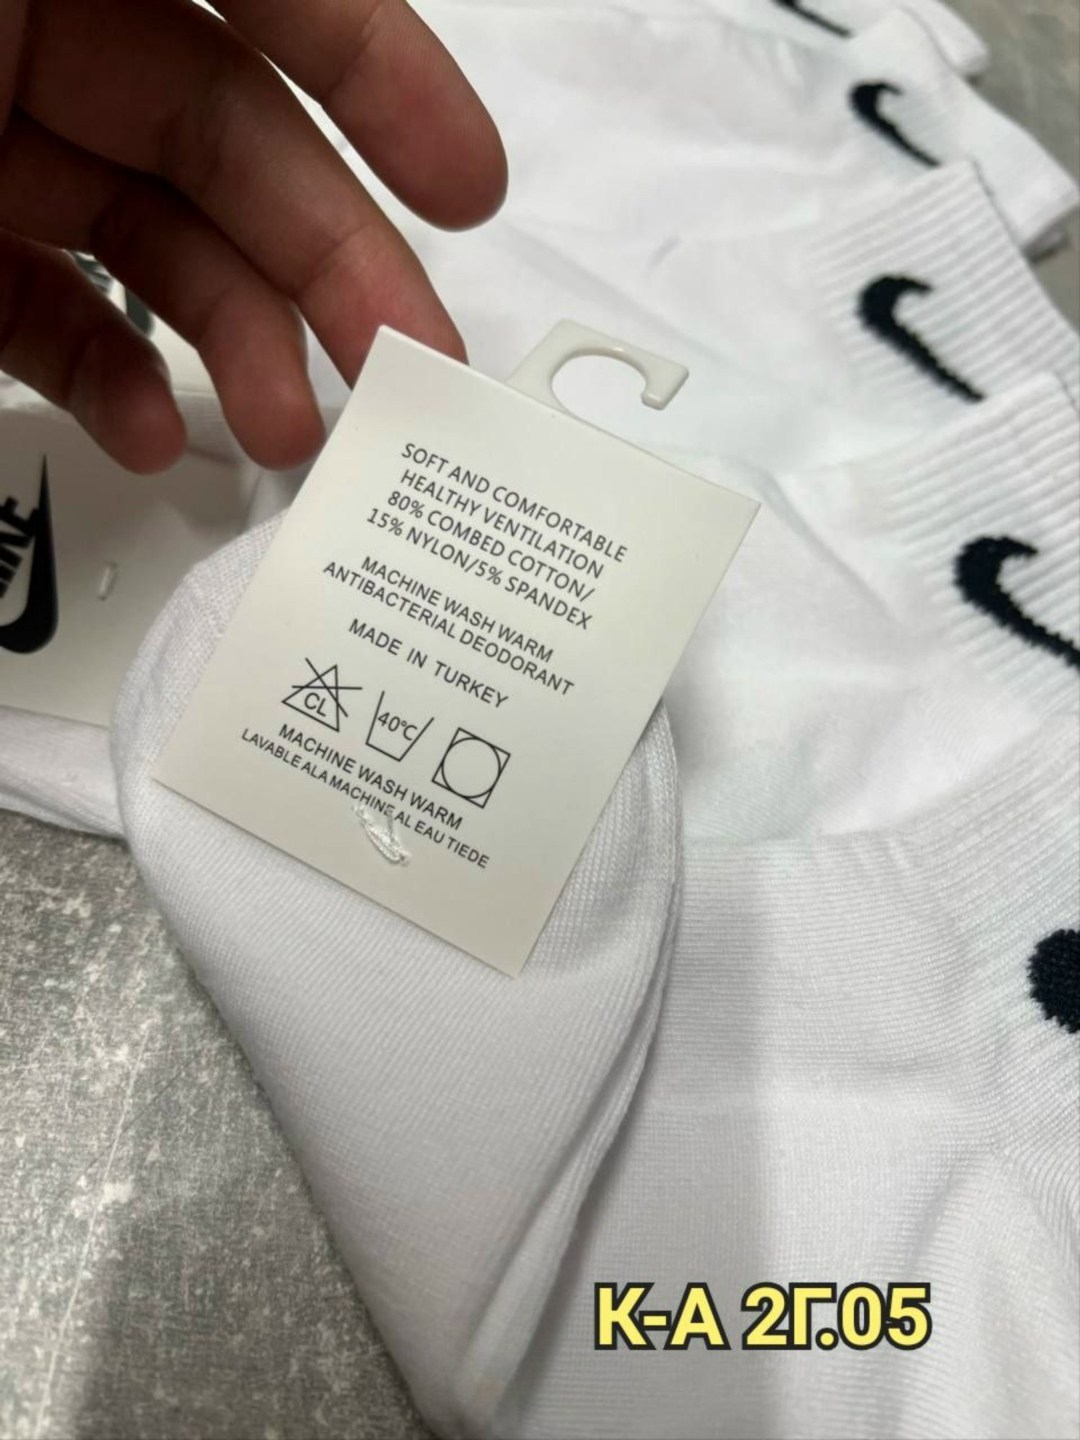 SOFT AND COMFORTABLE
HEALTHY VENTILATION
80% COMBED COTTON/
15% NYLON/5% SPANDEX
MACHINE WASH WARM
ANTIBACTERIAL DEODORANT
MADE IN TURKEY
CL
40°C
MACHINE WASH WARM
LAVABLE ALA MACHINE AL EAU TIEDE
NIKE
К-А 2Г.05